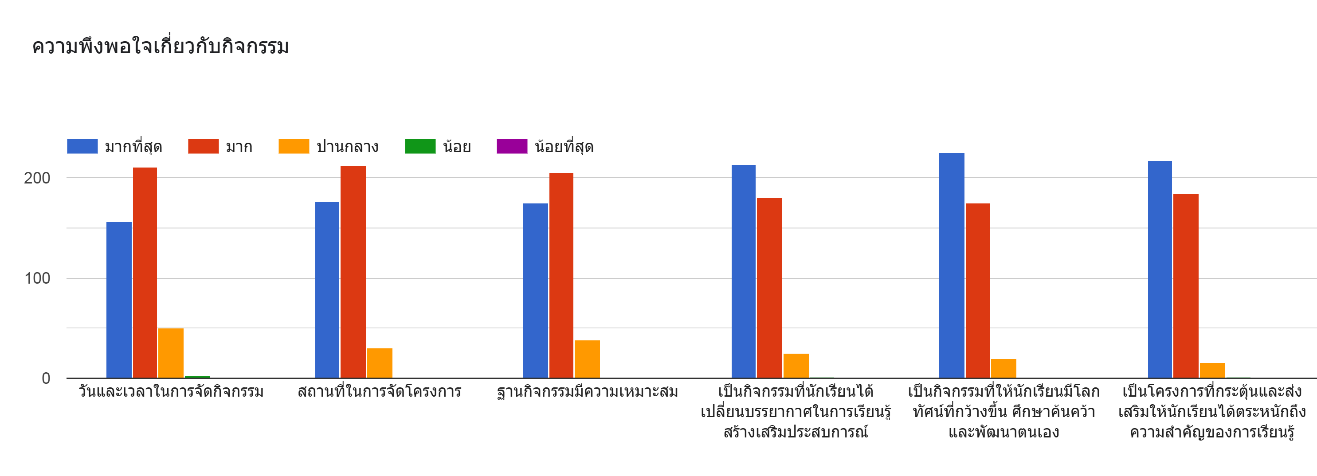 ความพึงพอใจเกี่ยวกับกิจกรรม
มากที่สุด มาก ปานกลาง น้อย น้อยที่สุด
200
100
0
วันและเวลาในการจัดกิจกรรม
สถานที่ในการจัดโครงการ
ฐานกิจกรรมมีความเหมาะสม
เป็นกิจกรรมที่นักเรียนได้
เปลี่ยนบรรยากาศในการเรียนรู้
สร้างเสริมประสบการณ์
เป็นกิจกรรมที่ให้นักเรียนมีโลก
ทัศน์ที่กว้างขึ้น ศึกษาค้นคว้า
และพัฒนาตนเอง
เป็นโครงการที่กระตุ้นและส่ง
เสริมให้นักเรียนได้ตระหนักถึง
ความสำคัญของการเรียนรู้